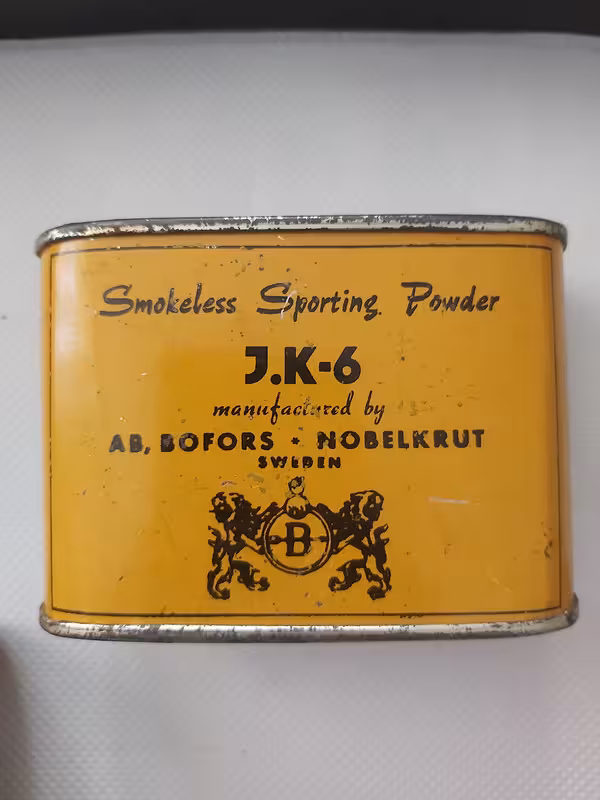 Smokeless Sporting Powder
J.K-6
manufactured by
AB, BOFORS • NOBELKRUT
SWEDEN
B